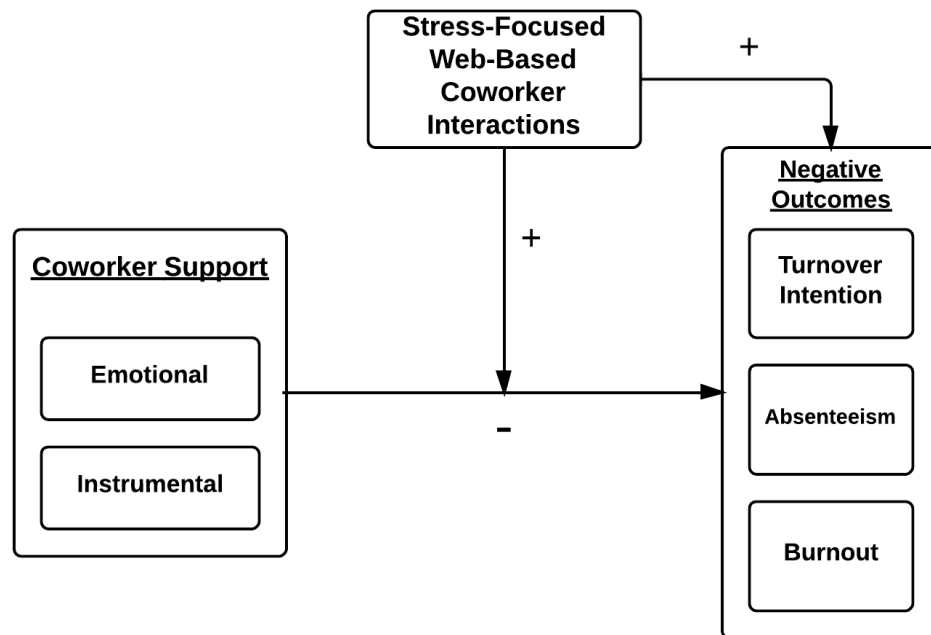 Stress-Focused
Web-Based
Coworker
Interactions
+
Negative
Outcomes
+
Turnover
Intention
Coworker Support
Emotional
Absenteeism
-
Instrumental
Burnout